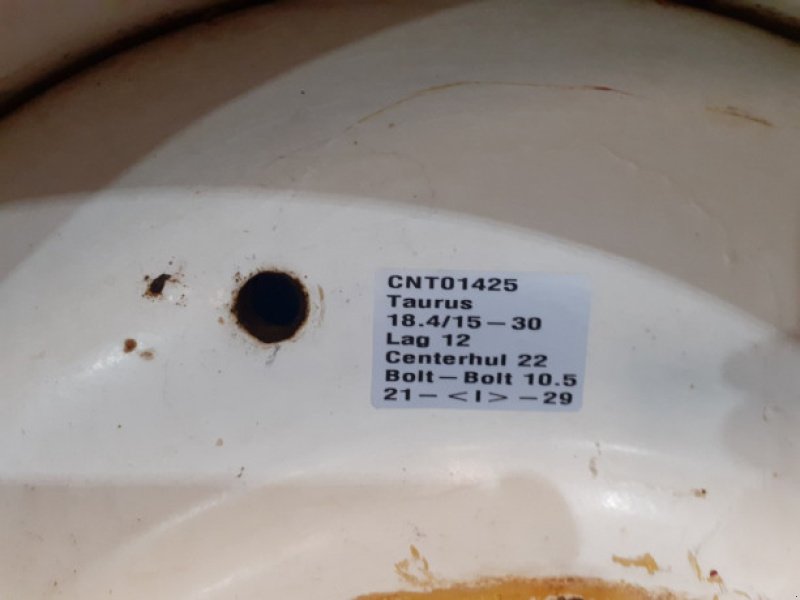 CNT01425
Taurus
18.4/15-30
Lag 12
Centerhul 22
Bolt-Bolt 10.5
21-<I>-29